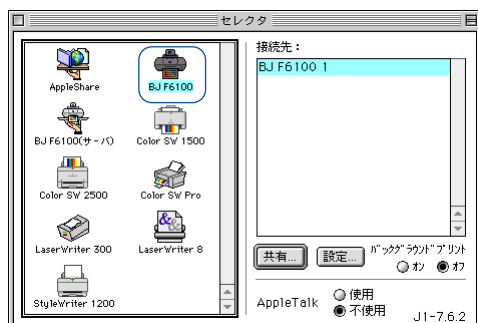 セレクタ
接続先：
BJ F6100 1
AppleShare
BJ F6100
BJ F6100(サーバ)
Color SW 1500
Color SW 2500
Color SW Pro
LaserWriter 300
LaserWriter 8
StyleWriter 1200
共有...
設定...
バックグラウンドプリント
オン
オフ
AppleTalk
使用
不使用
J1-7.6.2